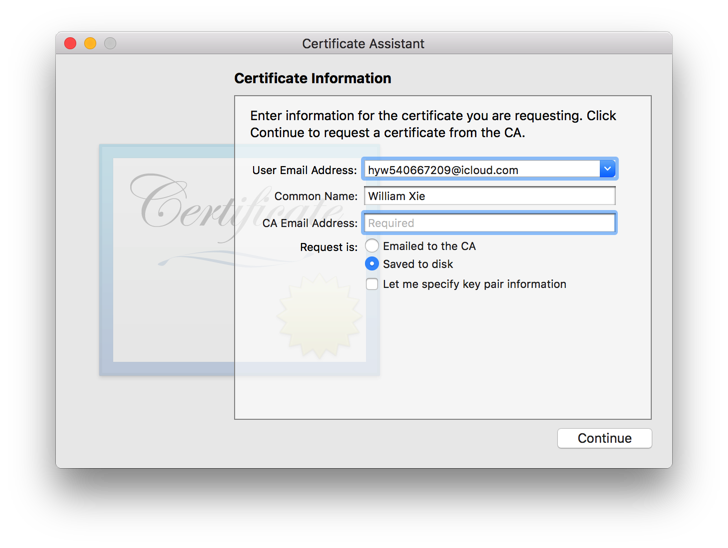 Certificate Assistant
Certificate Information
Enter information for the certificate you are requesting. Click
Continue to request a certificate from the CA.
Certificate
User Email Address: hyw540667209@icloud.com
Common Name: William Xie
CA Email Address: Required
Request is: Emailed to the CA
Saved to disk
Let me specify key pair information
Continue